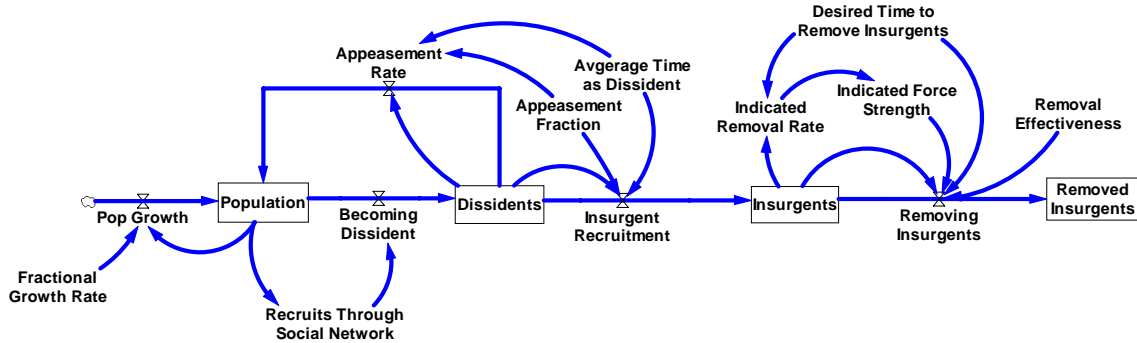 Desired Time to
Remove Insurgents
Appeasement
Rate
Avgerage Time
as Dissident
Appeasement
Fraction
Indicated
Removal Rate
Indicated Force
Strength
Removal
Effectiveness
Pop Growth
Population
Becoming
Dissident
Dissidents
Insurgent
Recruitment
Insurgents
Removing
Insurgents
Removed
Insurgents
Fractional
Growth Rate
Recruits Through
Social Network